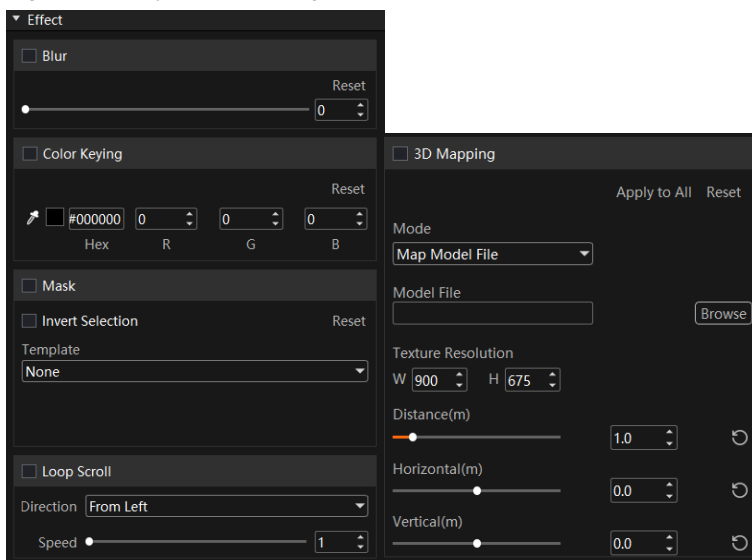 Effect
Blur
Reset
0
Color Keying
Reset
#000000 0 0 0
Hex R G B
Mask
Invert Selection Reset
Template
None
Loop Scroll
Direction From Left
Speed 1
3D Mapping
Apply to All Reset
Mode
Map Model File
Model File
Browse
Texture Resolution
W 900 H 675
Distance(m)
1.0
Horizontal(m)
0.0
Vertical(m)
0.0